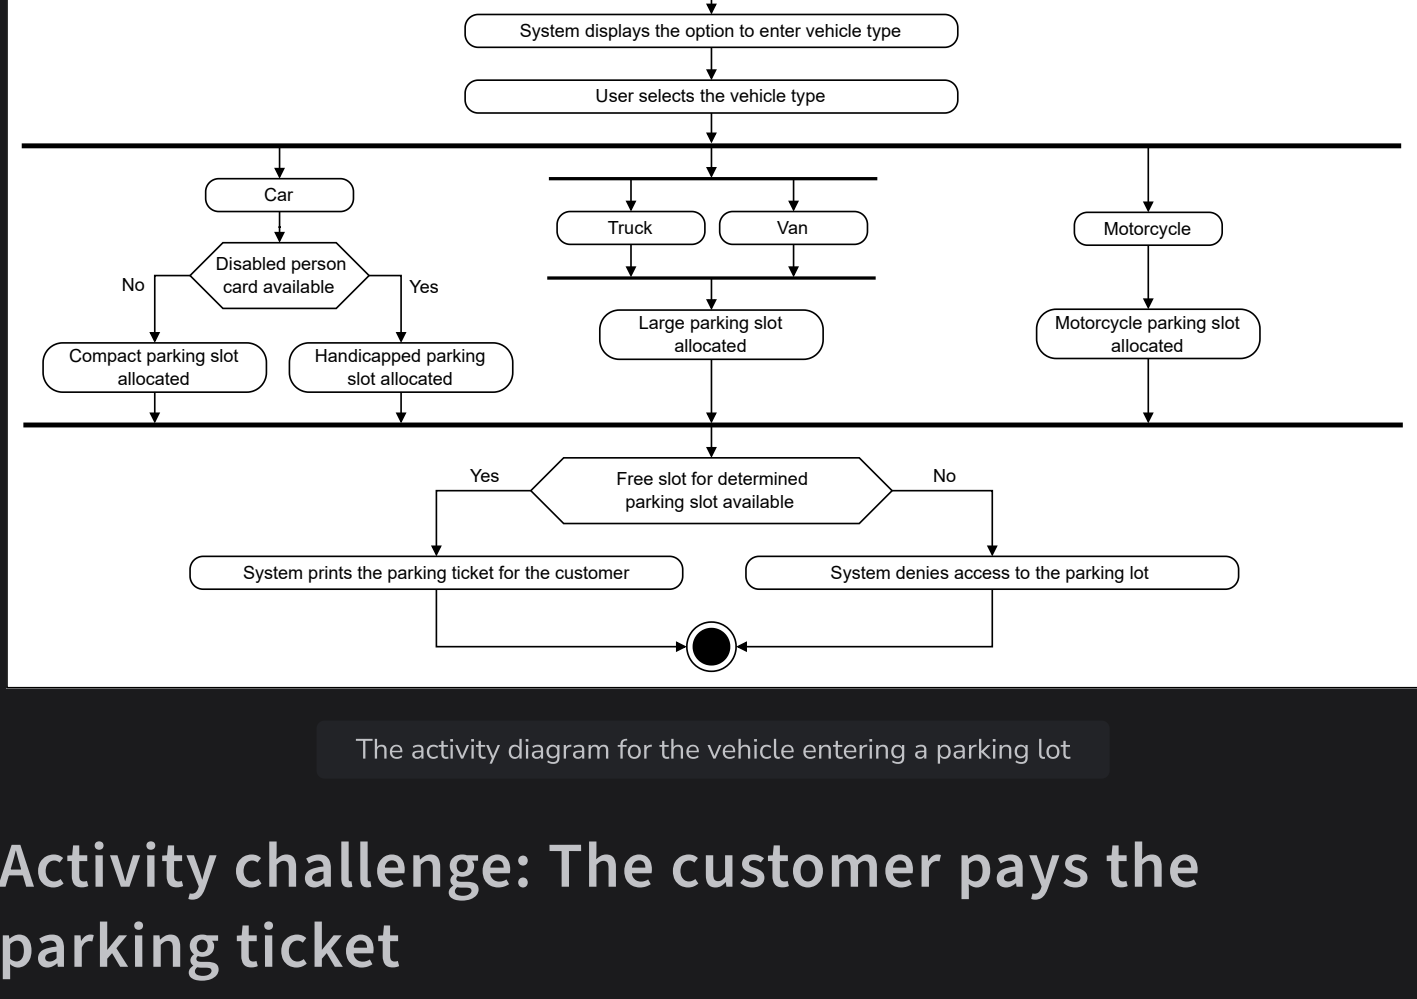 System displays the option to enter vehicle type
User selects the vehicle type
Car
Truck
Van
Motorcycle
Disabled person
card available
No
Yes
Large parking slot
allocated
Motorcycle parking slot
allocated
Compact parking slot
allocated
Handicapped parking
slot allocated
Yes
Free slot for determined
parking slot available
No
System prints the parking ticket for the customer
System denies access to the parking lot
The activity diagram for the vehicle entering a parking lot
Activity challenge: The customer pays the
parking ticket